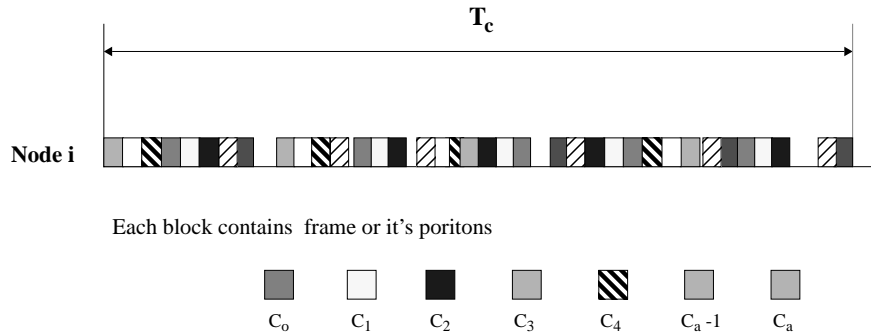 T_c
Node i
Each block contains frame or it's poritons
C_o C_1 C_2 C_3 C_4 C_a -1 C_a